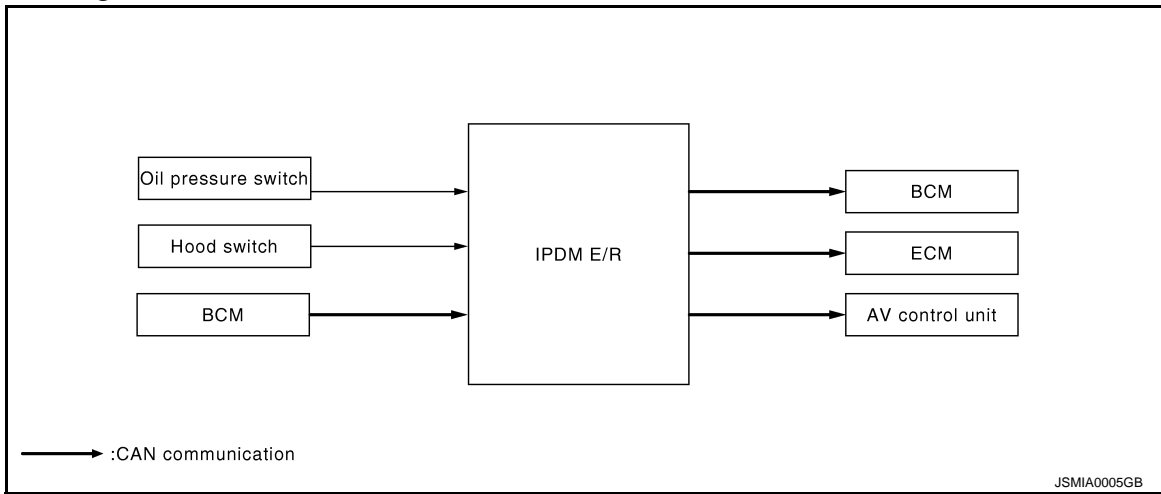 Oil pressure switch
Hood switch
BCM
IPDM E/R
BCM
ECM
AV control unit
:CAN communication
JSMIA0005GB